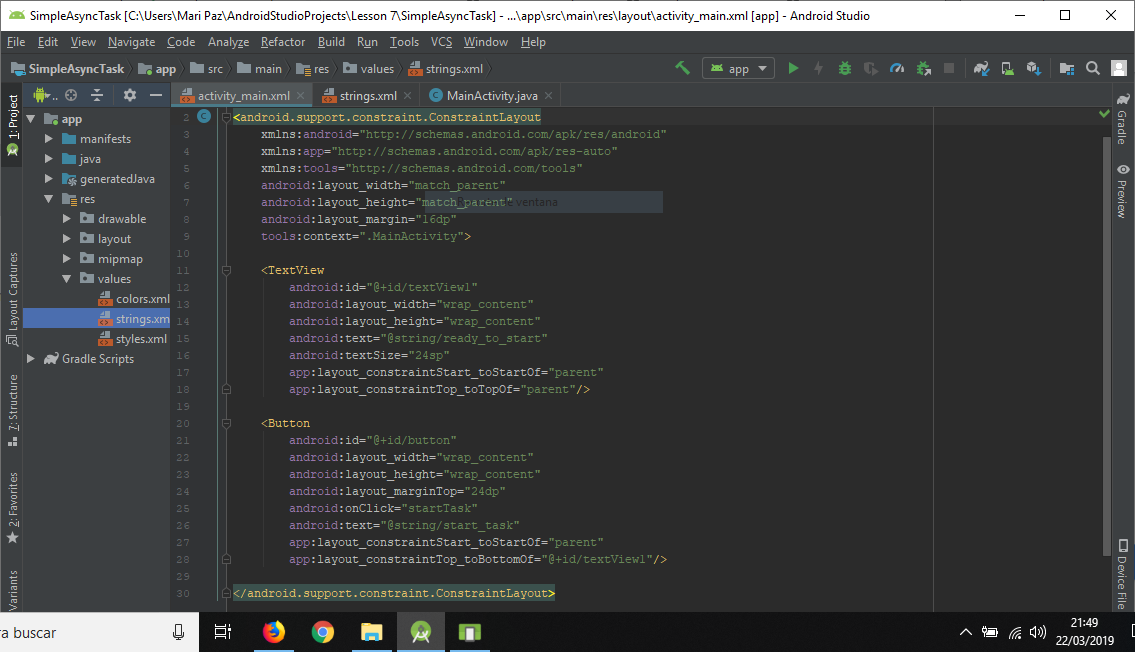 SimpleAsyncTask [C:\Users\Mari Paz\AndroidStudioProjects\Lesson 7\SimpleAsyncTask] - ...\app\src\main\res\layout\activity_main.xml [app] - Android Studio
File Edit View Navigate Code Analyze Refactor Build Run Tools VCS Window Help
SimpleAsyncTask app src main res values strings.xml app
1: Project
Layout Captures
7: Structure
2: Favorites
Variants
app
manifests
java
generatedJava
res
drawable
layout
mipmap
values
colors.xml
strings.xm
styles.xml
Gradle Scripts
activity_main.xml strings.xml MainActivity.java
2 <android.support.constraint.ConstraintLayout
3 xmlns:android="http://schemas.android.com/apk/res/android"
4 xmlns:app="http://schemas.android.com/apk/res-auto"
5 xmlns:tools="http://schemas.android.com/tools"
6 android:layout_width="match_parent"
7 android:layout_height="match_parent" ventana
8 android:layout_margin="16dp"
9 tools:context=".MainActivity">
10
11 <TextView
12 android:id="@+id/textView1"
13 android:layout_width="wrap_content"
14 android:layout_height="wrap_content"
15 android:text="@string/ready_to_start"
16 android:textSize="24sp"
17 app:layout_constraintStart_toStartOf="parent"
18 app:layout_constraintTop_toTopOf="parent"/>
19
20 <Button
21 android:id="@+id/button"
22 android:layout_width="wrap_content"
23 android:layout_height="wrap_content"
24 android:layout_marginTop="24dp"
25 android:onClick="startTask"
26 android:text="@string/start_task"
27 app:layout_constraintStart_toStartOf="parent"
28 app:layout_constraintTop_toBottomOf="@+id/textView1"/>
29
30 </android.support.constraint.ConstraintLayout>
Gradle
Preview
Device File
ra buscar
21:49
22/03/2019